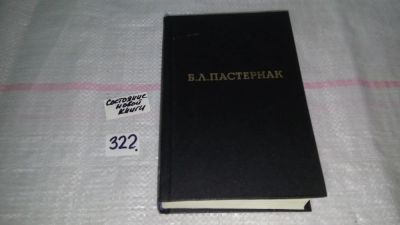 Б.Л.ПАСТЕРНАК
Состояние
новой
книги
322.